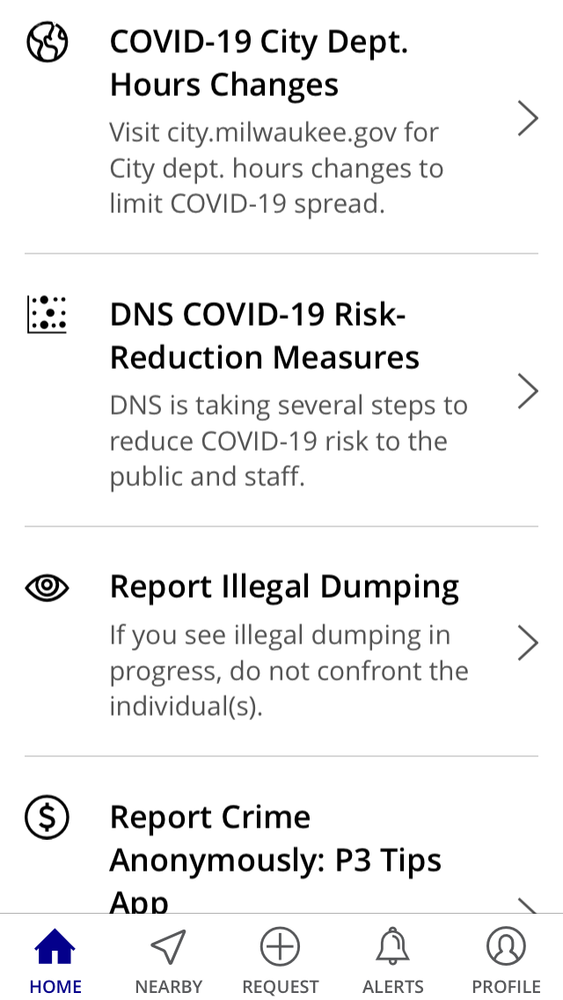 COVID-19 City Dept.
Hours Changes
Visit city.milwaukee.gov for
City dept. hours changes to
limit COVID-19 spread.
DNS COVID-19 Risk-
Reduction Measures
DNS is taking several steps to
reduce COVID-19 risk to the
public and staff.
Report Illegal Dumping
If you see illegal dumping in
progress, do not confront the
individual(s).
$
Report Crime
Anonymously: P3 Tips
App
HOME NEARBY REQUEST ALERTS PROFILE